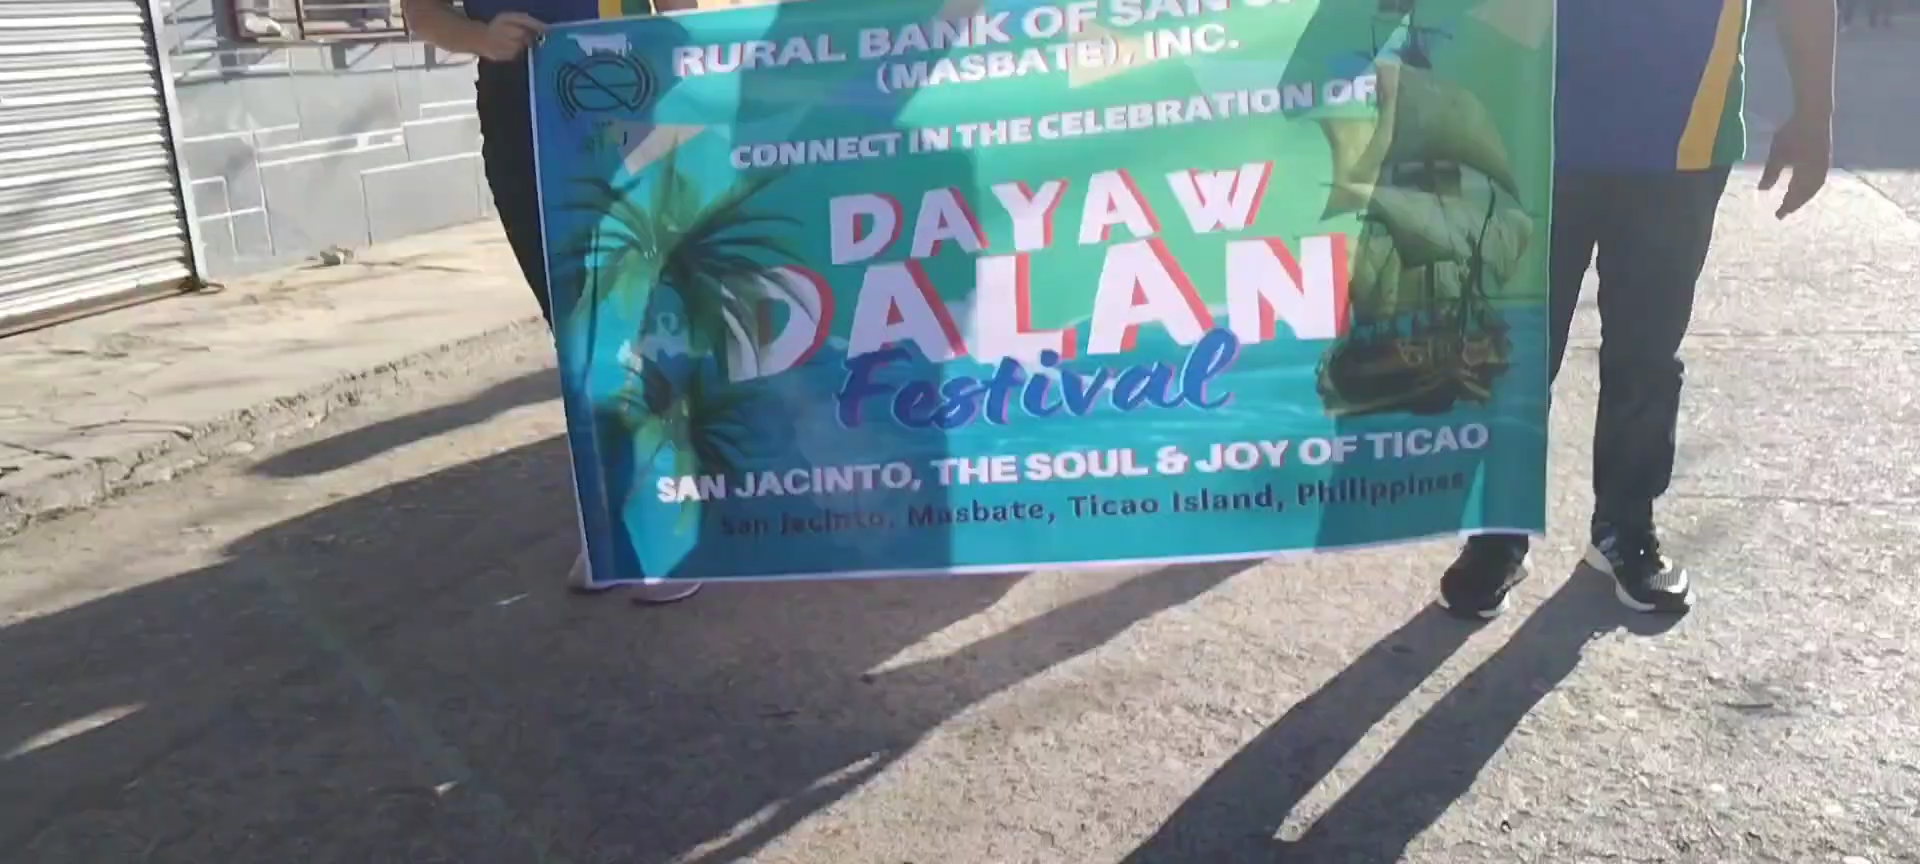 RURAL BANK OF SAN
(MASBATE), INC.
CONNECT IN THE CELEBRATION OF
DAYAW
DALAN
Festival
SAN JACINTO, THE SOUL & JOY OF TICAO
San Jacinto, Masbate, Ticao Island, Philippines